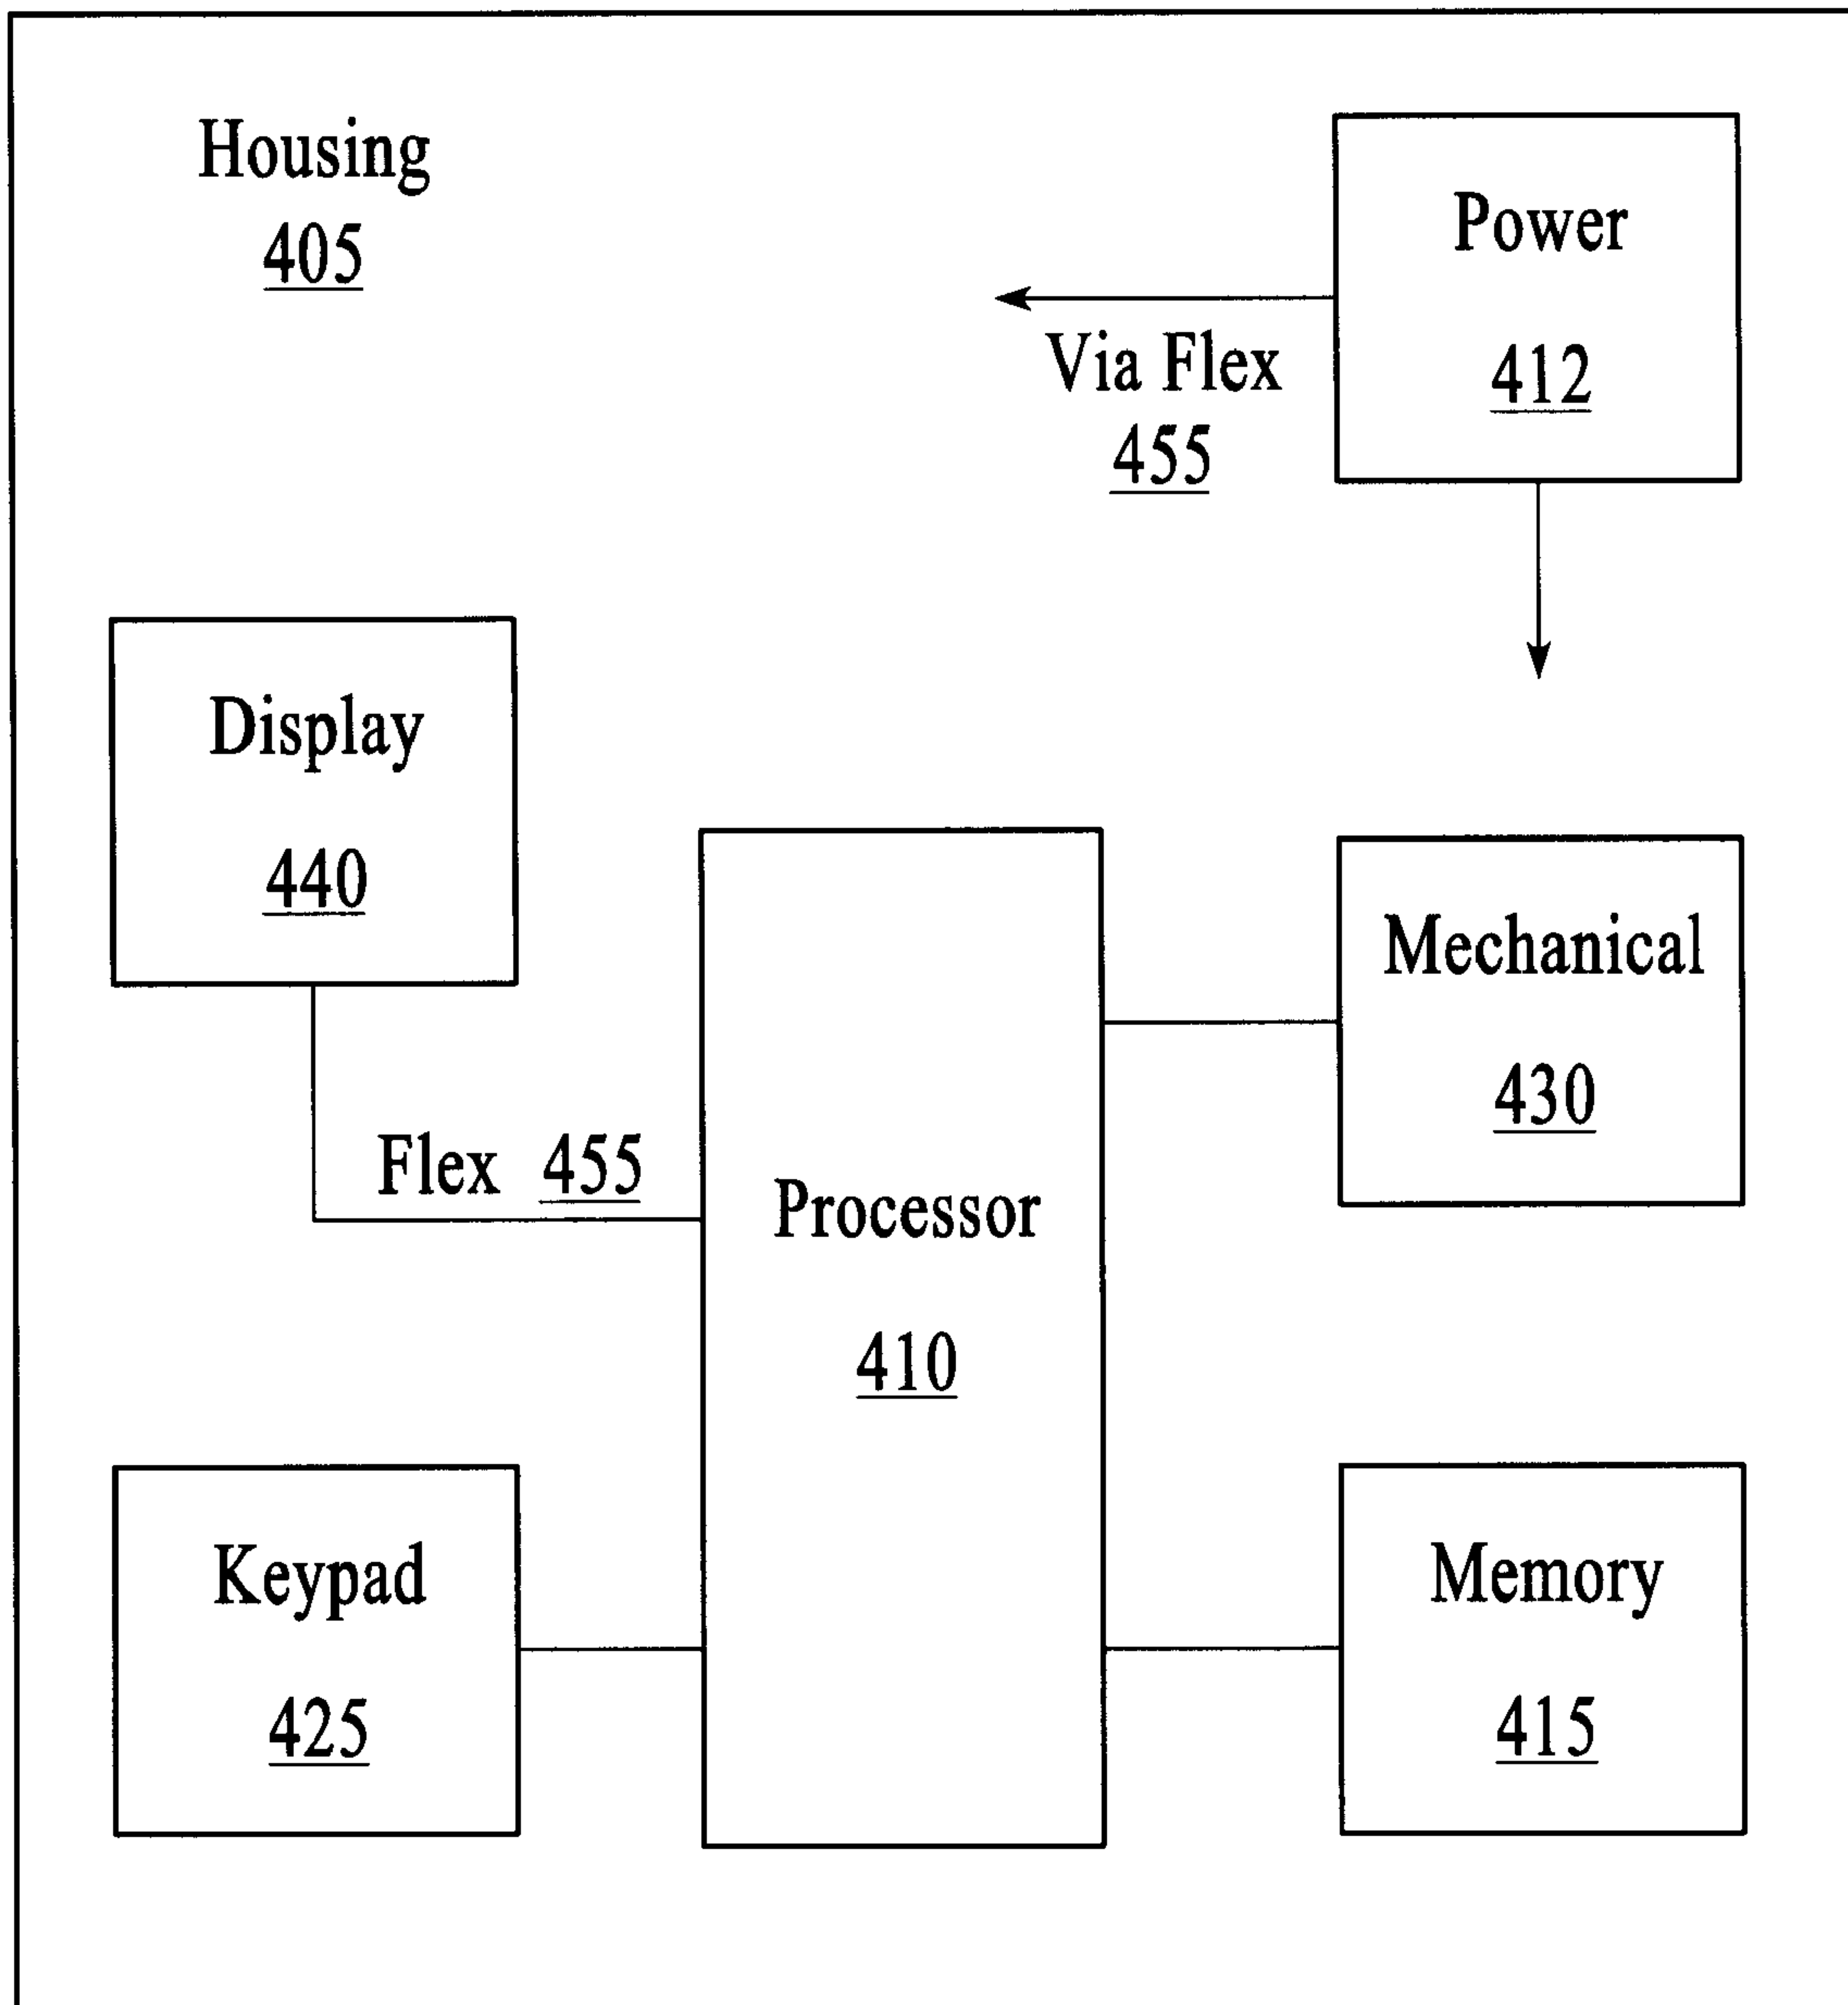 Housing
405
Power
412
Via Flex
455
Display
440
Mechanical
430
Flex 455
Processor
410
Keypad
425
Memory
415